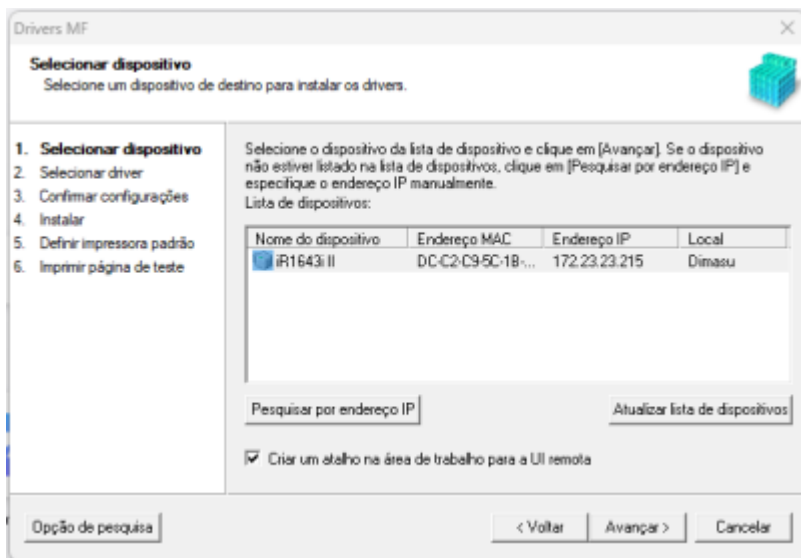 Drivers MF
Selecionar dispositivo
Selecione um dispositivo de destino para instalar os drivers.
1. Selecionar dispositivo
2. Selecionar driver
3. Confirmar configurações
4. Instalar
5. Definir impressora padrão
6. Imprimir página de teste
Selecione o dispositivo da lista de dispositivo e clique em [Avançar]. Se o dispositivo
não estiver listado na lista de dispositivos, clique em [Pesquisar por endereço IP] e
especifique o endereço IP manualmente.
Lista de dispositivos:
Nome do dispositivo Endereço MAC Endereço IP Local
iR1643i II DC-C2-C9-5C-1B-... 172.23.23.215 Dimasu
Pesquisar por endereço IP Atualizar lista de dispositivos
Criar um atalho na área de trabalho para a UI remota
Opção de pesquisa < Voltar Avançar > Cancelar